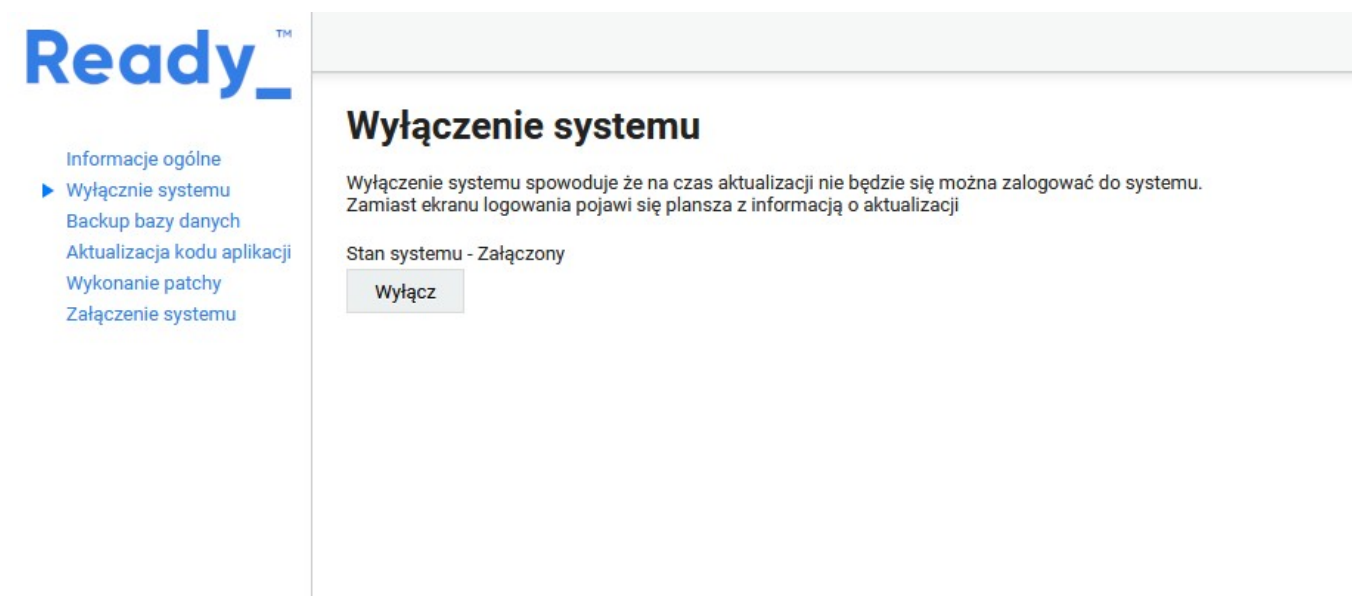 Ready_™
Informacje ogólne
Wyłącznie systemu
Backup bazy danych
Aktualizacja kodu aplikacji
Wykonanie patchy
Załączenie systemu
Wyłączenie systemu
Wyłączenie systemu spowoduje że na czas aktualizacji nie będzie się można zalogować do systemu.
Zamiast ekranu logowania pojawi się plansza z informacją o aktualizacji
Stan systemu - Załączony
Wyłącz